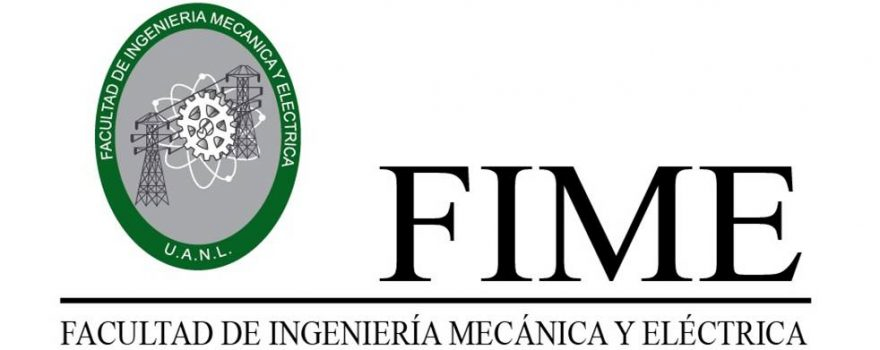 FACULTAD DE INGENIERIA MECANICA Y ELECTRICA
U.A.N.L.
FIME
FACULTAD DE INGENIERÍA MECÁNICA Y ELÉCTRICA